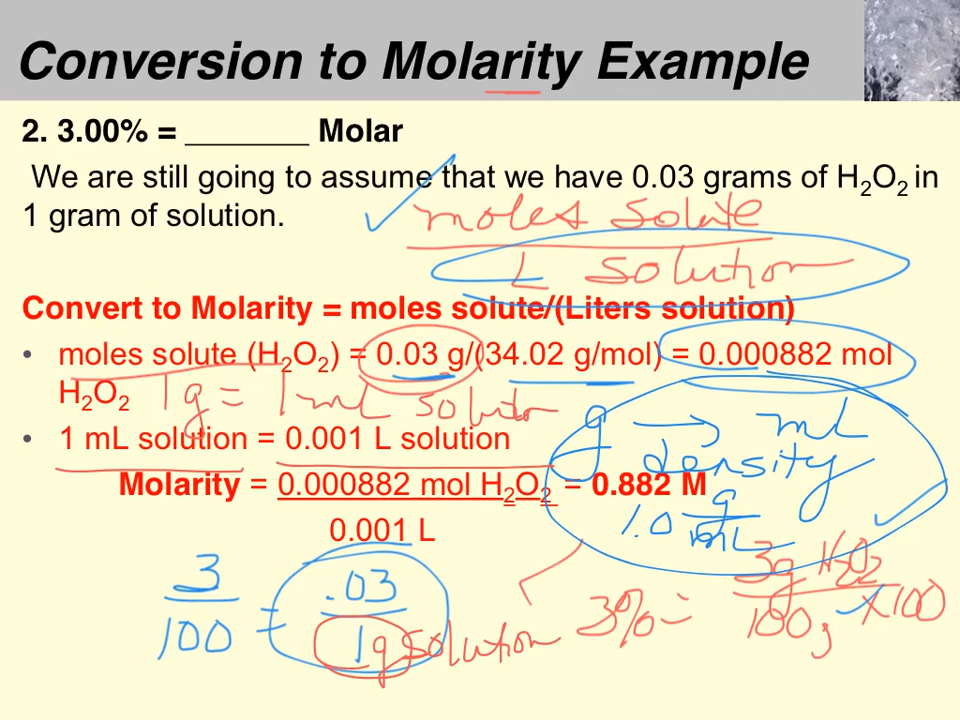 Conversion to Molarity Example
2. 3.00% = _______ Molar
We are still going to assume that we have 0.03 grams of H₂O₂ in
1 gram of solution.
moles solute
L solution
Convert to Molarity = moles solute/(Liters solution)
• moles solute (H₂O₂) = 0.03 g/(34.02 g/mol) = 0.000882 mol
H₂O₂
1 g = 1 mL solution
g → mL
• 1 mL solution = 0.001 L solution
density
Molarity = 0.000882 mol H₂O₂ = 0.882 M
0.001 L
1.0 g
mL
3
100
=
.03
1g solution
3% =
3g H₂O₂
100g
×100